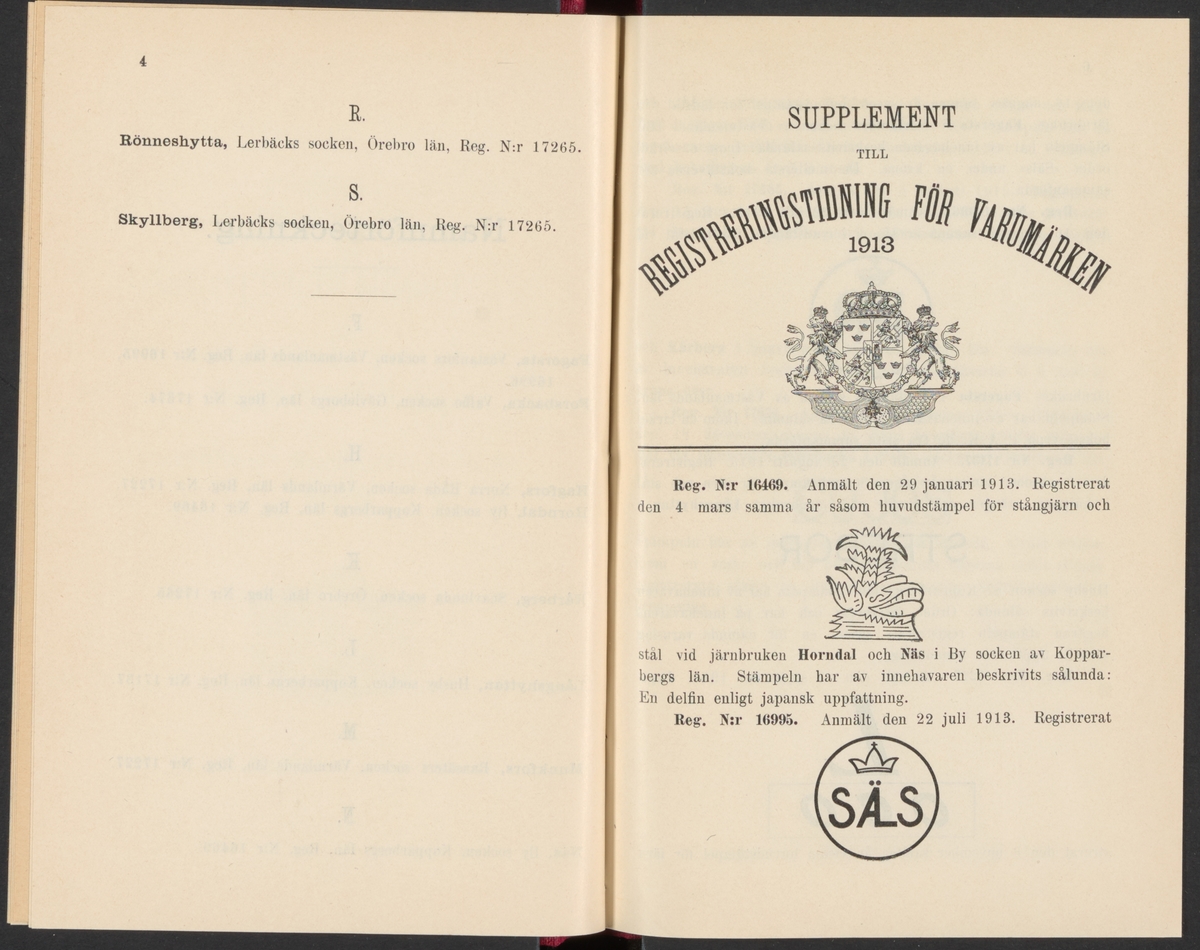 4
R.
Rönneshytta, Lerbäcks socken, Örebro län, Reg. N:r 17265.
S.
Skyllberg, Lerbäcks socken, Örebro län, Reg. N:r 17265.
SUPPLEMENT
TILL
REGISTRERINGSTIDNING FÖR VARUMÄRKEN
1913
Reg. N:r 16469. Anmält den 29 januari 1913. Registrerat
den 4 mars samma år såsom huvudstämpel för stångjärn och
stål vid järnbruken Horndal och Näs i By socken av Koppar-
bergs län. Stämpeln har av innehavaren beskrivits sålunda:
En delfin enligt japansk uppfattning.
Reg. N:r 16995. Anmält den 22 juli 1913. Registrerat
SÄLS